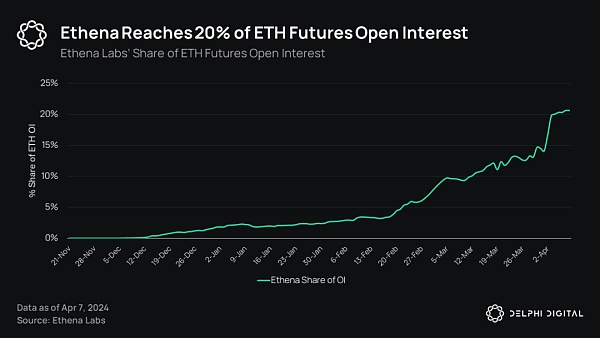 Ethena Reaches 20% of ETH Futures Open Interest
Ethena Labs' Share of ETH Futures Open Interest
25%
20%
15%
10%
5%
0%
% Share of ETH OI
21-Nov
28-Nov
5-Dec
12-Dec
19-Dec
26-Dec
2-Jan
9-Jan
16-Jan
23-Jan
30-Jan
6-Feb
13-Feb
20-Feb
27-Feb
5-Mar
12-Mar
19-Mar
26-Mar
2-Apr
Ethena Share of OI
Data as of Apr 7, 2024
Source: Ethena Labs
DELPHI DIGITAL